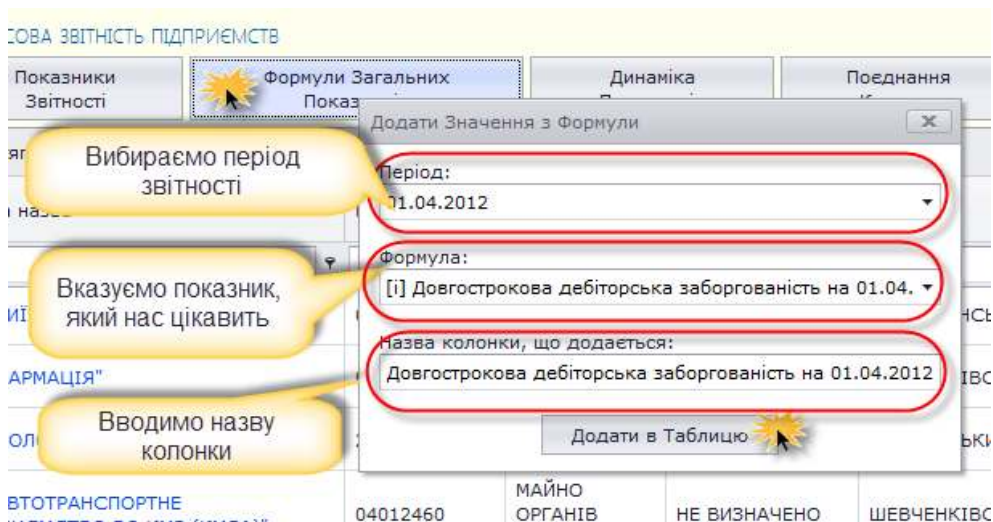 СОВА ЗВІТНІСТЬ ПІДПРИЄМСТВ
Показники
Звітності
Формули Загальних
Динаміка
Поєднання
Додати Значення з Формули
Вибираємо період
звітності
Період:
01.04.2012
Вказуємо показник,
який нас цікавить
Формула:
[і] Довгострокова дебіторська заборгованість на 01.04.
Назва колонки, що додається:
Довгострокова дебіторська заборгованість на 01.04.2012
АРМАЦІЯ"
Вводимо назву
колонки
Додати в Таблицю
ВТОТРАНСПОРТНЕ
04012460
МАЙНО
ОРГАНІВ
НЕ ВИЗНАЧЕНО
ШЕВЧЕНКІВС